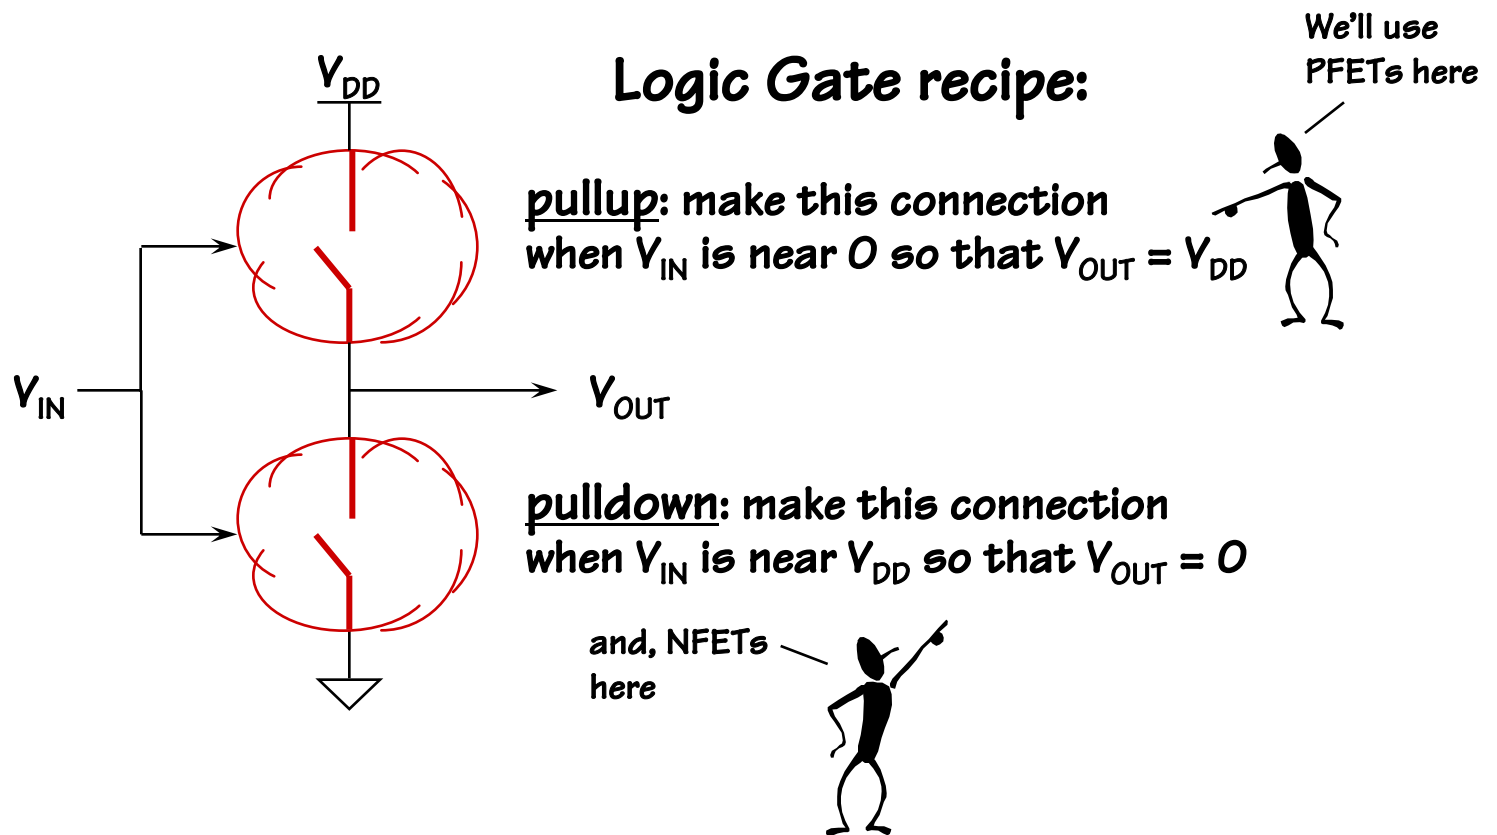 We'll use
PFETs here
V_DD
Logic Gate recipe:
pullup: make this connection
when V_IN is near 0 so that V_OUT = V_DD
V_IN
V_OUT
pulldown: make this connection
when V_IN is near V_DD so that V_OUT = 0
and, NFETs
here